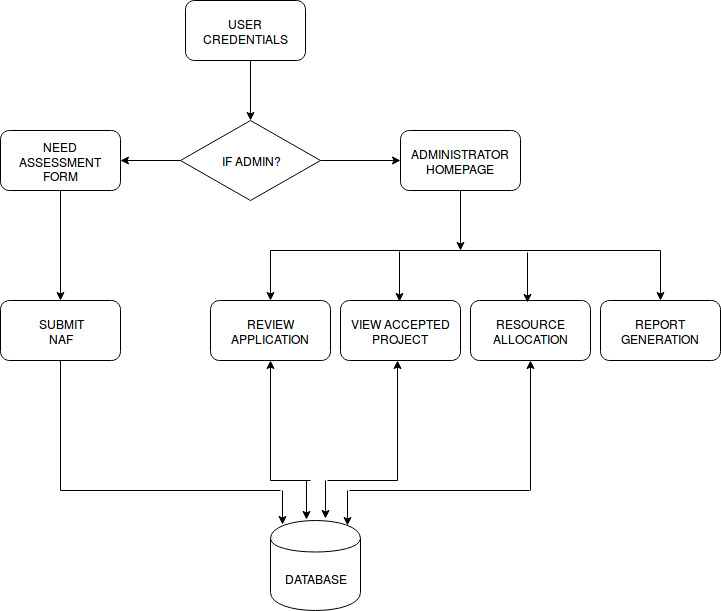 USER
CREDENTIALS
NEED
ASSESSMENT
FORM
IF ADMIN?
ADMINISTRATOR
HOMEPAGE
SUBMIT
NAF
REVIEW
APPLICATION
VIEW ACCEPTED
PROJECT
RESOURCE
ALLOCATION
REPORT
GENERATION
DATABASE